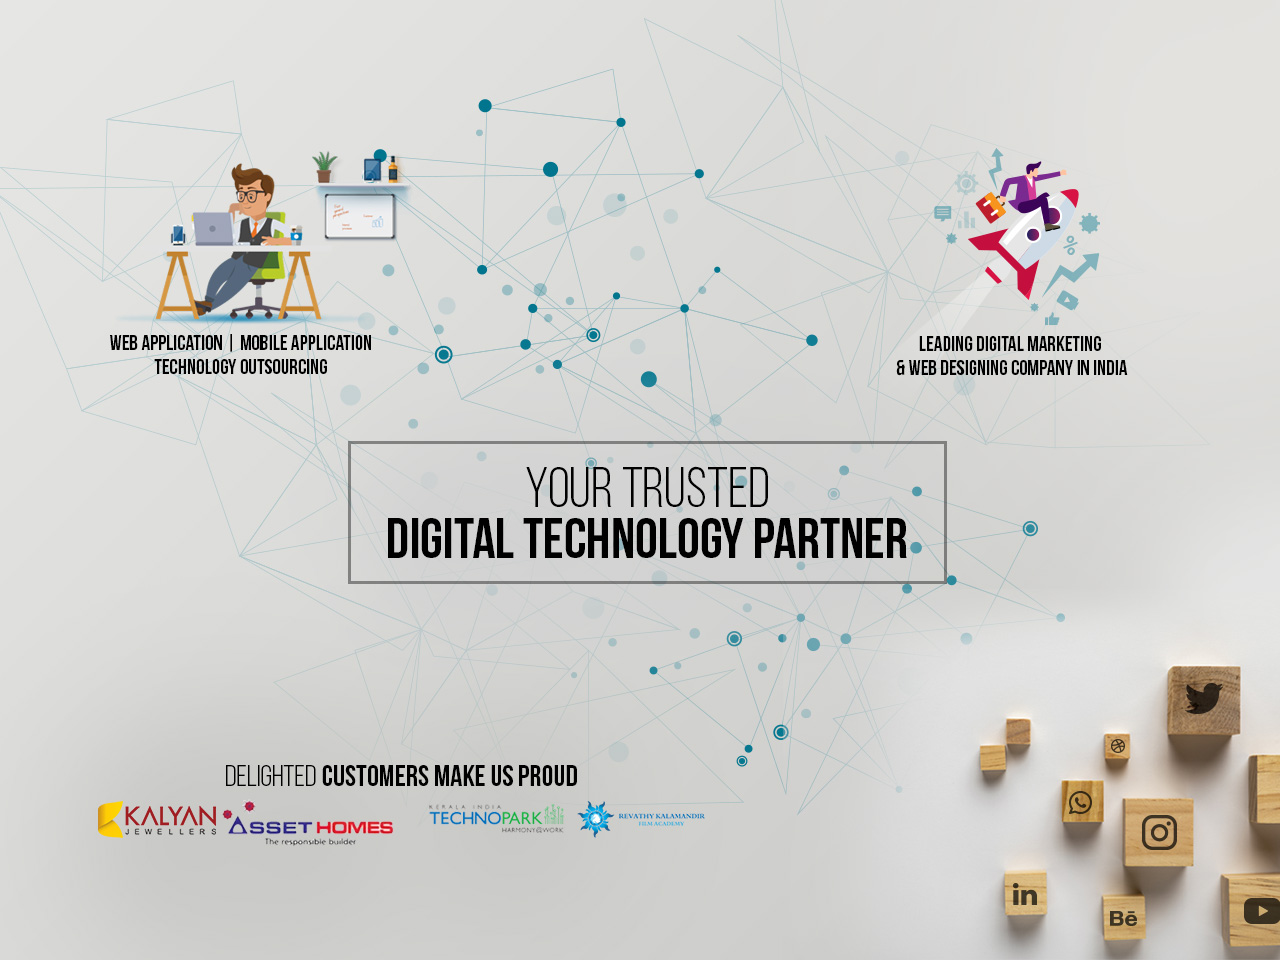 WEB APPLICATION | MOBILE APPLICATION
TECHNOLOGY OUTSOURCING
LEADING DIGITAL MARKETING
& WEB DESIGNING COMPANY IN INDIA
YOUR TRUSTED
DIGITAL TECHNOLOGY PARTNER
DELIGHTED CUSTOMERS MAKE US PROUD
KALYAN
JEWELLERS
ASSET HOMES
The responsible builder
KERALA INDIA
TECHNOPARK
HARMONY@WORK
REVATHY KALAMANDIR
FILM ACADEMY
in
Bē
%